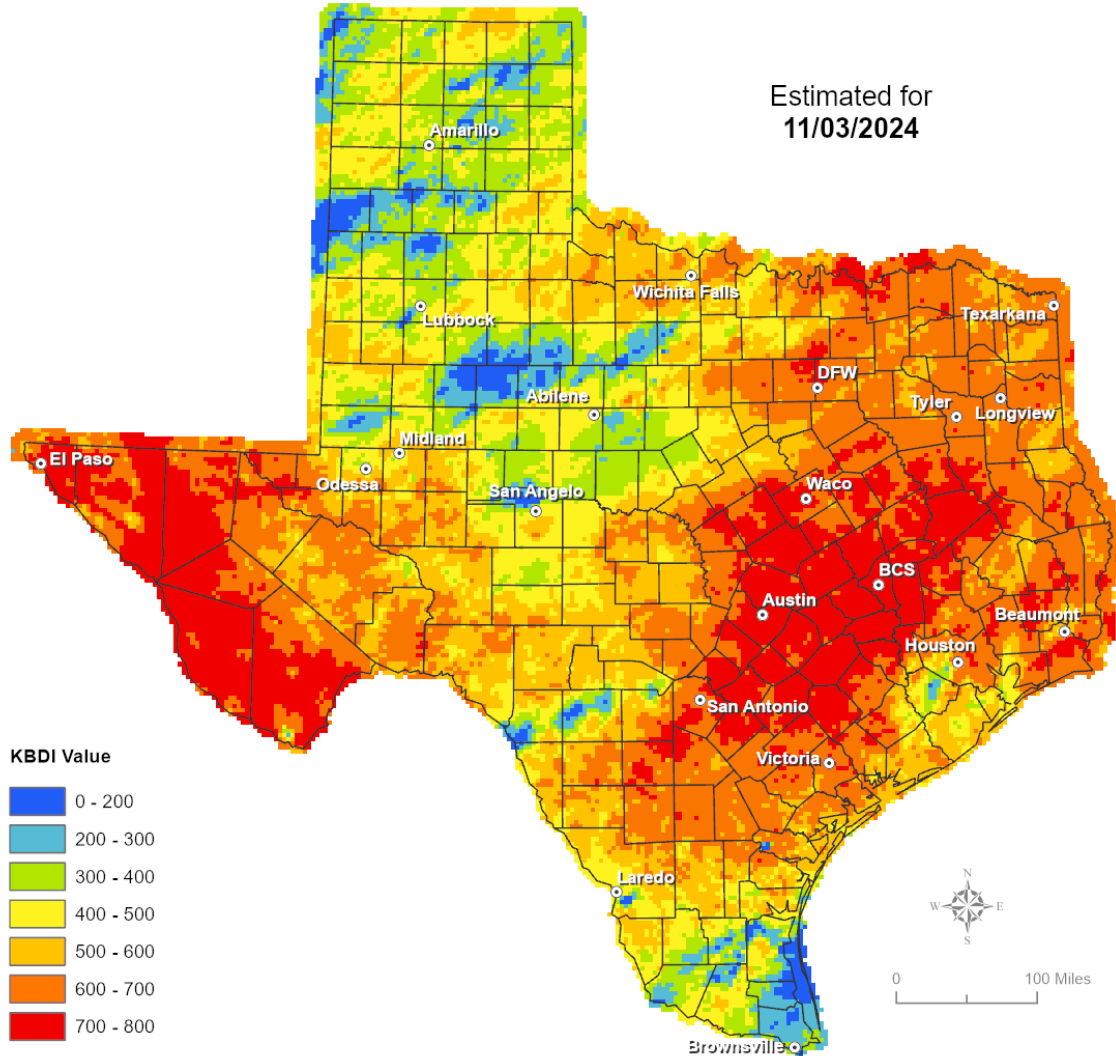 Estimated for
11/03/2024
Amarillo
Wichita Falls
Lubbock
Texarkana
DFW
Abilene
Tyler
Longview
Midland
El Paso
Odessa
San Angelo
Waco
BCS
Austin
Beaumont
Houston
San Antonio
Victoria
Laredo
Brownsville
KBDI Value
0 - 200
200 - 300
300 - 400
400 - 500
500 - 600
600 - 700
700 - 800
N
W E
S
0 100 Miles